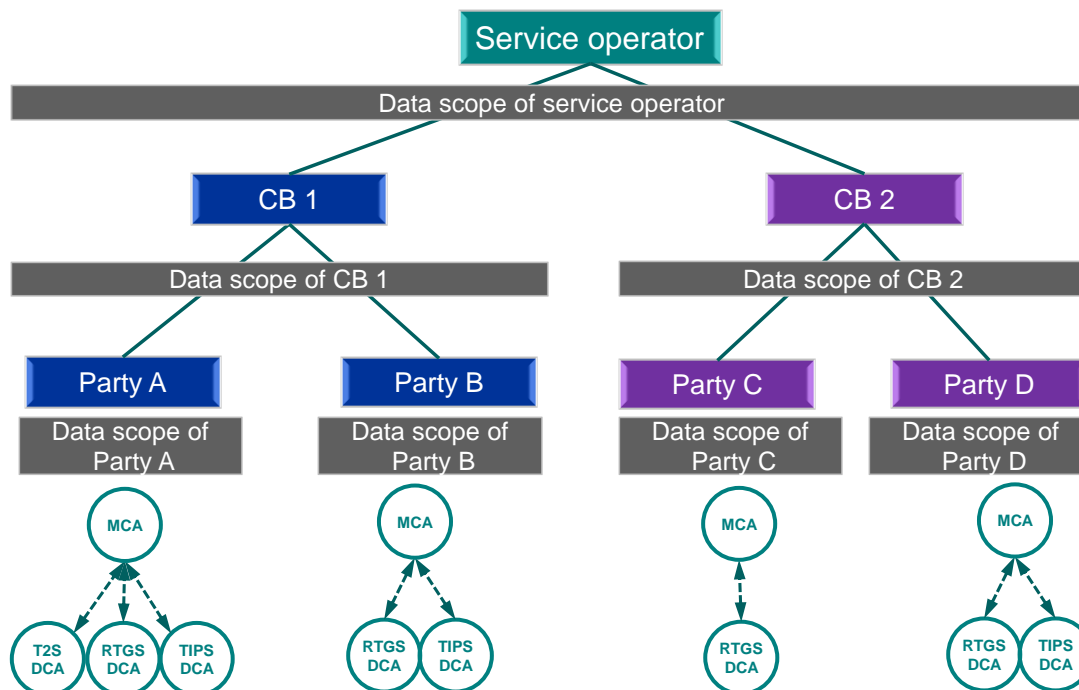 Service operator
Data scope of service operator
CB 1
CB 2
Data scope of CB 1
Data scope of CB 2
Party A
Party B
Party C
Party D
Data scope of
Party A
Data scope of
Party B
Data scope of
Party C
Data scope of
Party D
MCA
MCA
MCA
MCA
T2S
DCA
RTGS
DCA
TIPS
DCA
RTGS
DCA
TIPS
DCA
RTGS
DCA
RTGS
DCA
TIPS
DCA